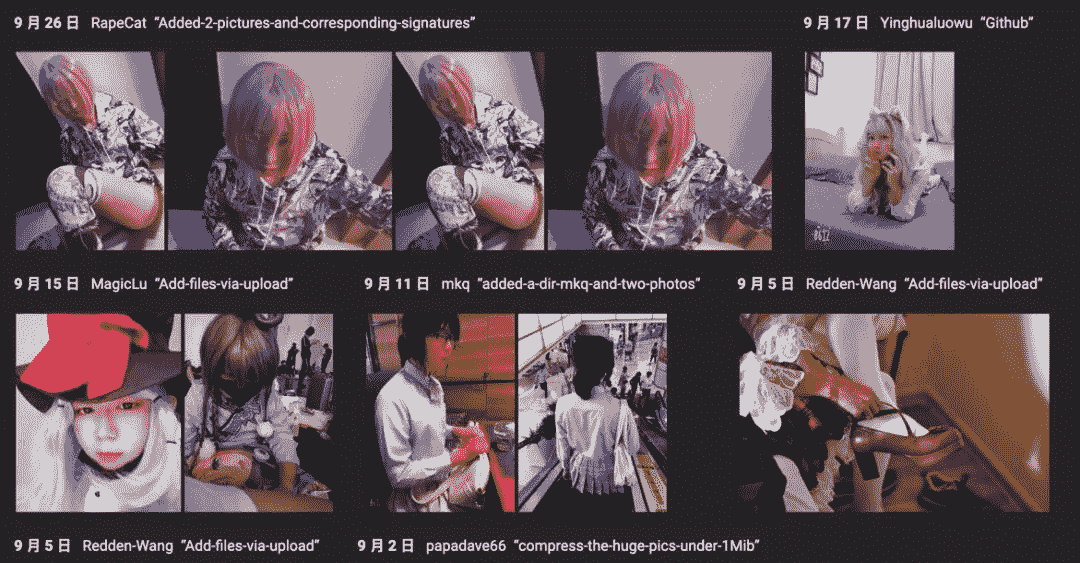 9 月 26 日 RapeCat “Added-2-pictures-and-corresponding-signatures”
9 月 17 日 Yinghualuowu “Github”
9 月 15 日 MagicLu “Add-files-via-upload”
9 月 11 日 mkq “added-a-dir-mkq-and-two-photos”
9 月 5 日 Redden-Wang “Add-files-via-upload”
9 月 5 日 Redden-Wang “Add-files-via-upload”
9 月 2 日 papadave66 “compress-the-huge-pics-under-1Mib”